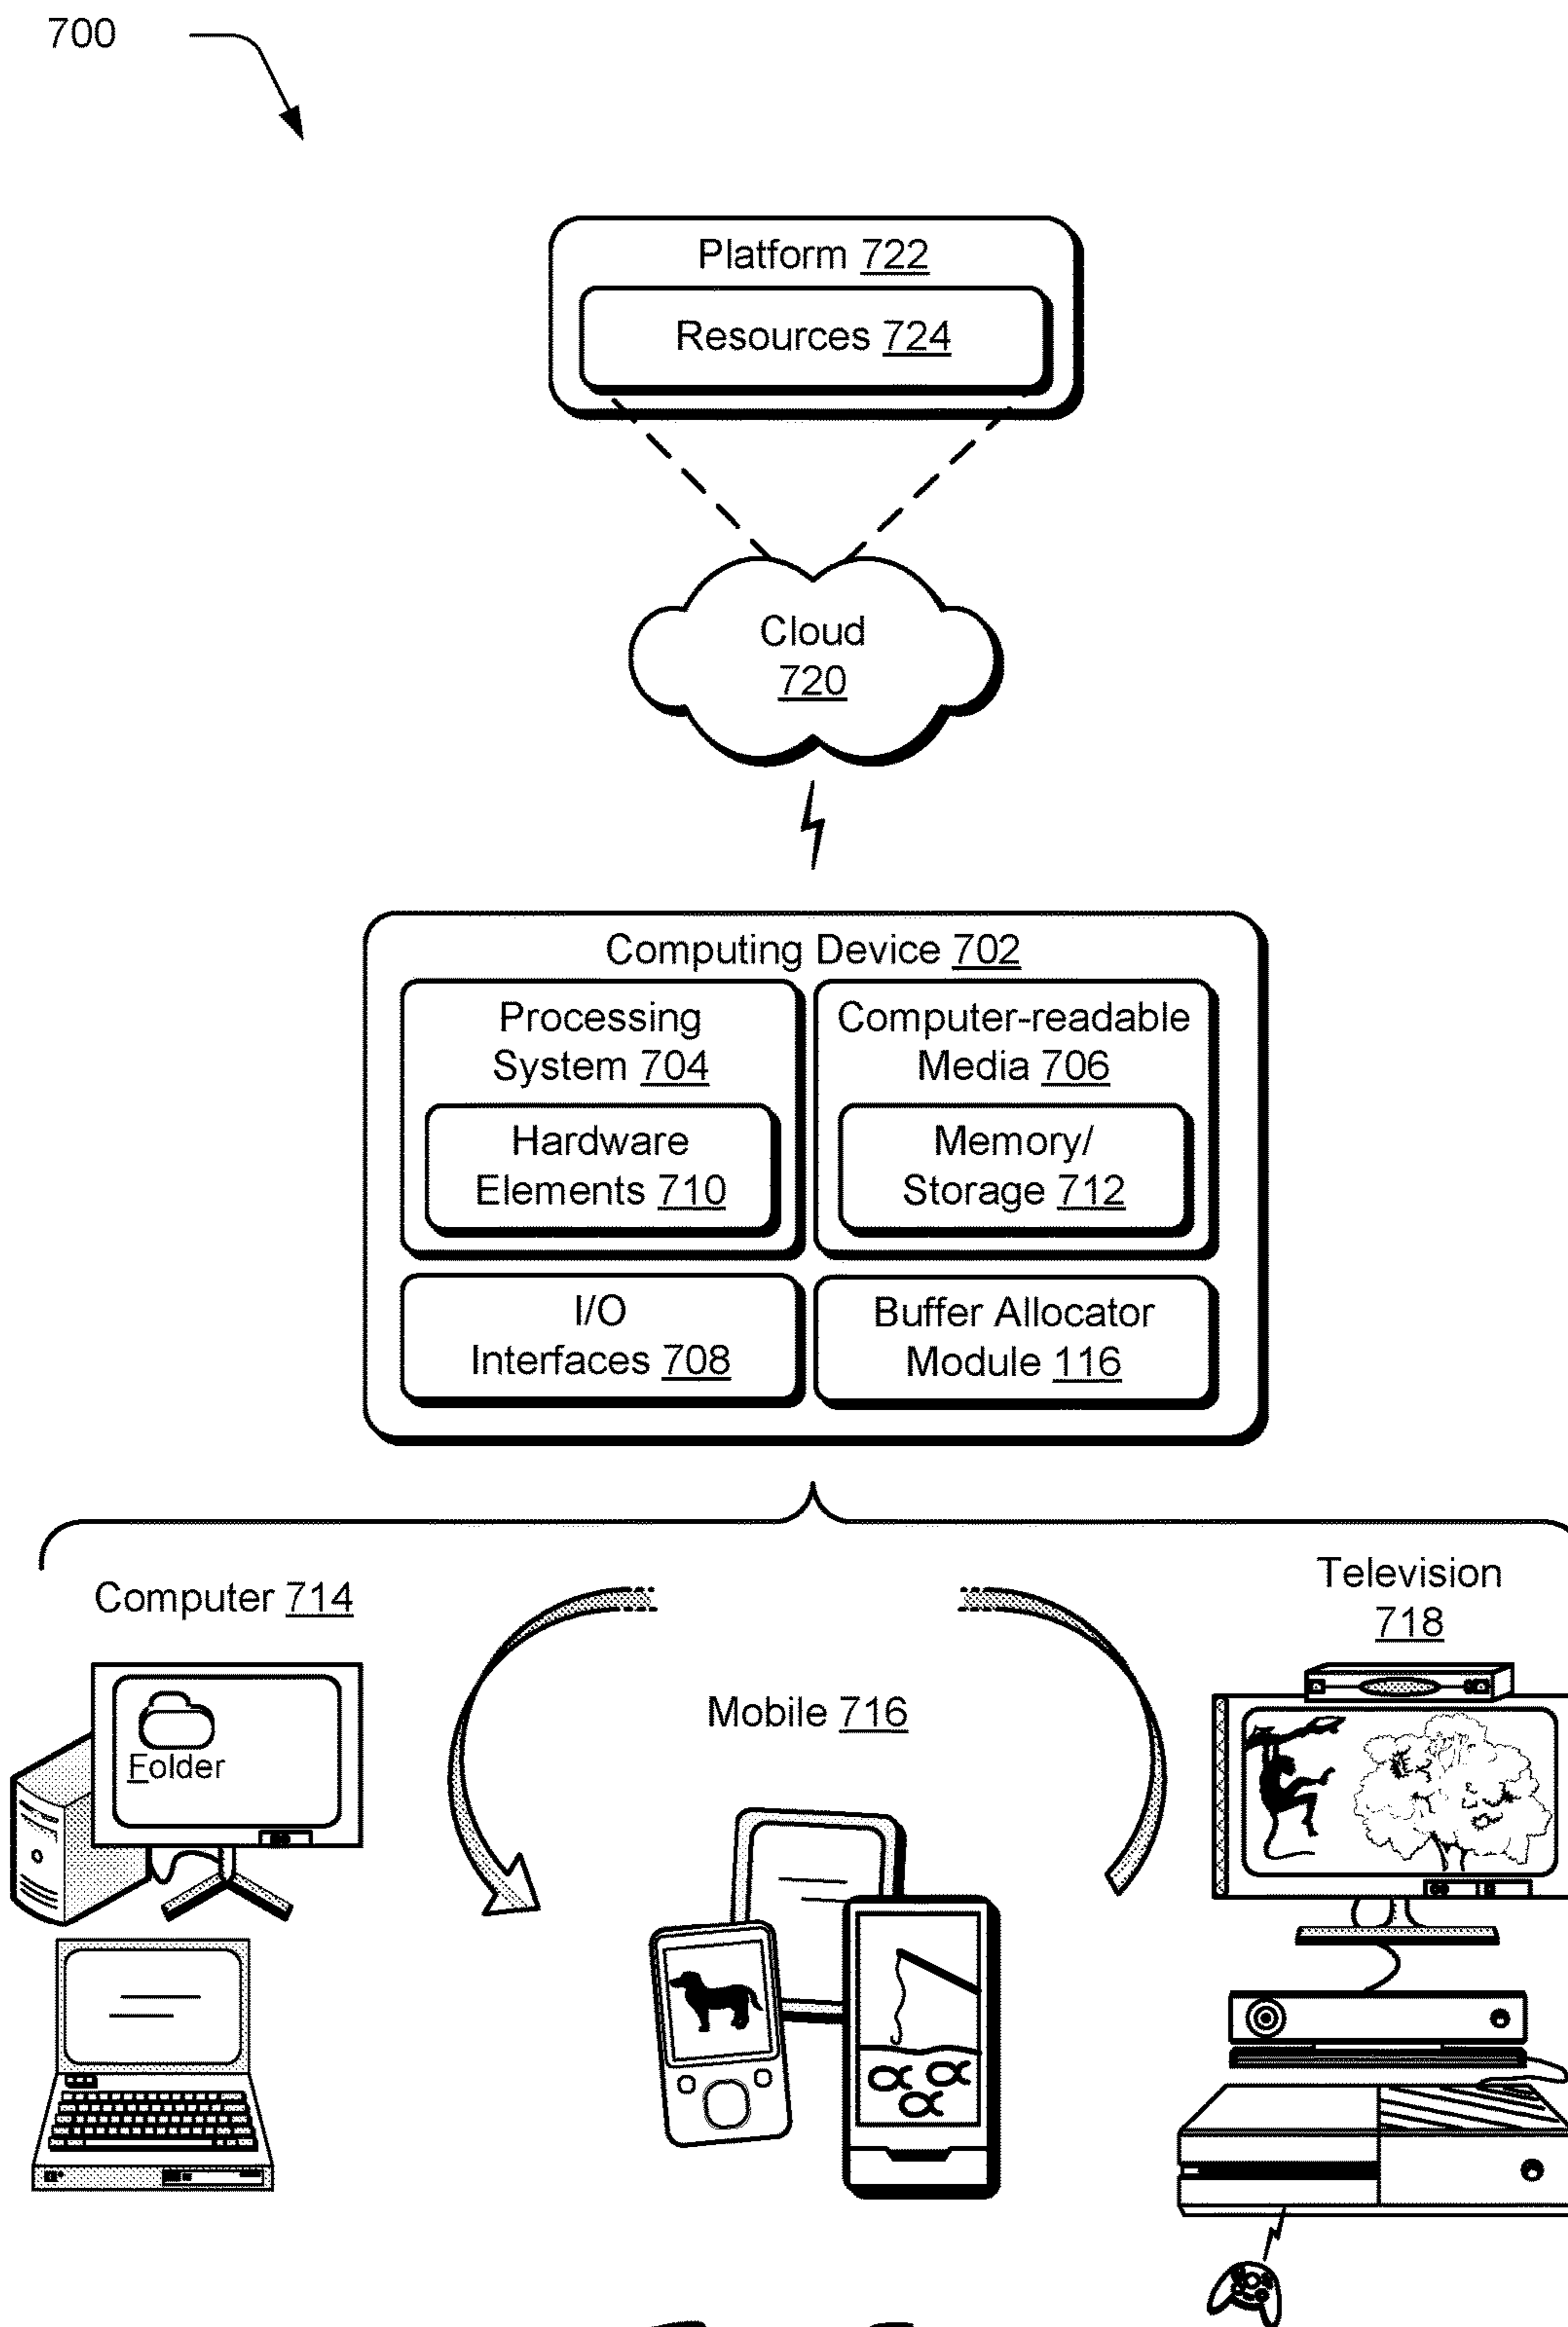 700
Platform 722
Resources 724
Cloud
720
Computing Device 702
Processing
System 704
Hardware
Elements 710
Computer-readable
Media 706
Memory/
Storage 712
I/O
Interfaces 708
Buffer Allocator
Module 116
Computer 714
Television
718
Mobile 716
Folder